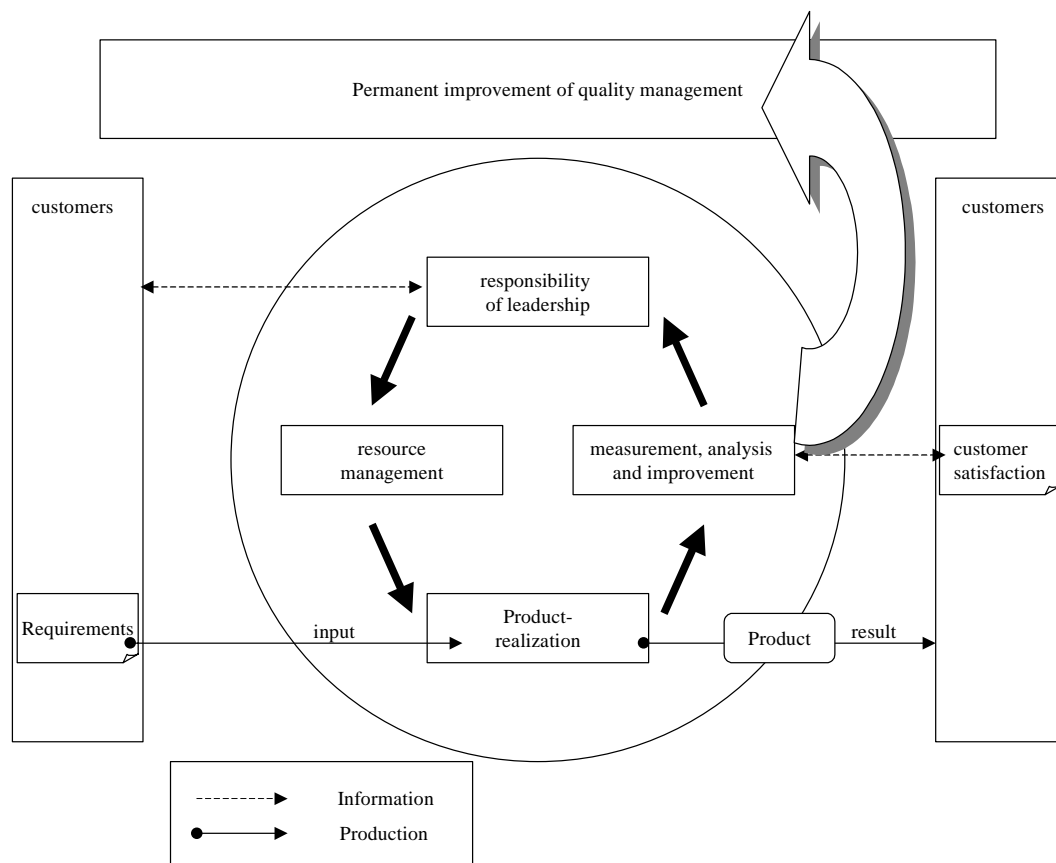 Permanent improvement of quality management
customers
customers
responsibility
of leadership
resource
management
measurement, analysis
and improvement
customer
satisfaction
Requirements
input
Product-
realization
Product
result
Information
Production